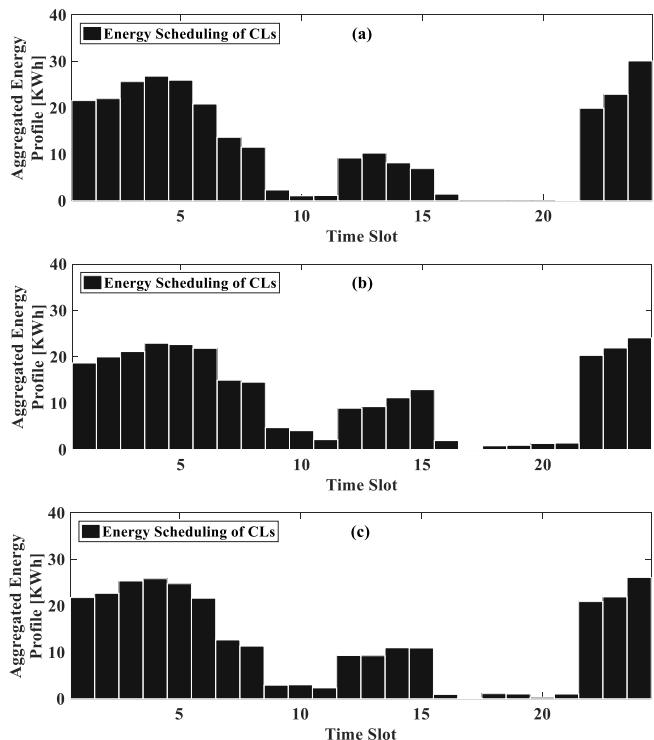 40
Energy Scheduling of CLs
(a)
30
20
10
0
Aggregated Energy
Profile [KWh]
5
10
15
20
Time Slot
40
Energy Scheduling of CLs
(b)
30
20
10
0
Aggregated Energy
Profile [KWh]
5
10
15
20
Time Slot
40
Energy Scheduling of CLs
(c)
30
20
10
0
Aggregated Energy
Profile [KWh]
5
10
15
20
Time Slot